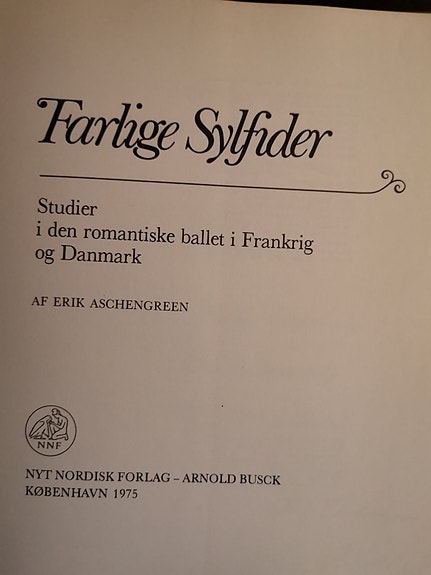 Farlige Sylfider
Studier
i den romantiske ballet i Frankrig
og Danmark
AF ERIK ASCHENGREEN
NNF
NYT NORDISK FORLAG – ARNOLD BUSCK
KØBENHAVN 1975